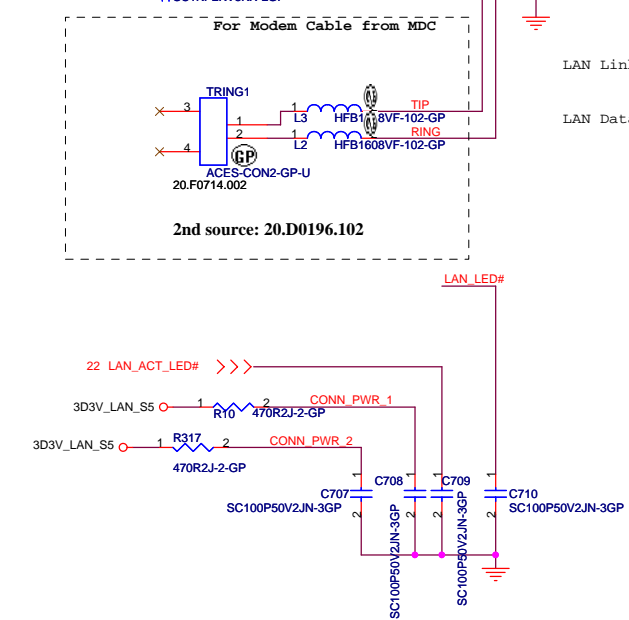 For Modem Cable from MDC
LAN
LAN
TRING1
3
1
2
4
1
L3
TIP
8VF-102-GP
1
L2
RING
HFB1608VF-102-GP
GP
ACES-CON2-GP-U
20.F0714.002
2nd source: 20.D0196.102
LAN_LED#
22 LAN_ACT_LED#
3D3V_LAN_S5
1
2
CONN_PWR_1
R10
470R2J-2-GP
3D3V_LAN_S5
1
R317
2
CONN_PWR_2
470R2J-2-GP
1
C707
2
SC100P50V2JN-3GP
1
C708
2
SC100P50V2JN-3GP
1
C709
2
SC100P50V2JN-3GP
1
C710
2
SC100P50V2JN-3GP